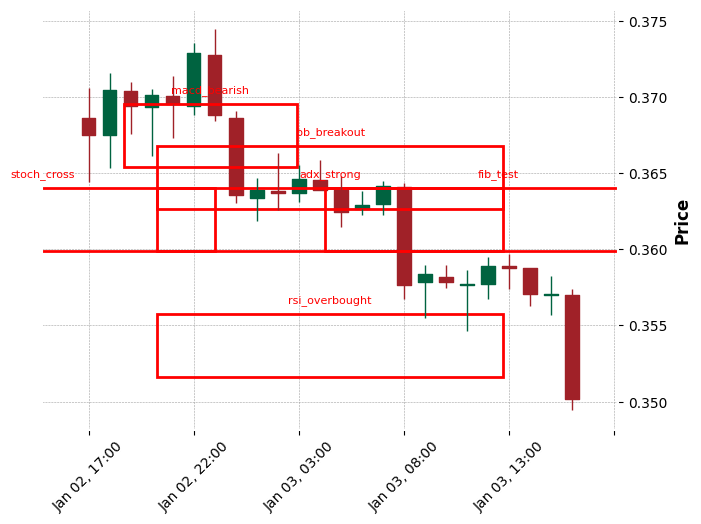 0.375
macd_bearish
0.370
bb_breakout
stoch_cross
adx_strong
fib_test
0.365
0.360
rsi_overbought
0.355
0.350
Price
Jan 02, 17:00
Jan 02, 22:00
Jan 03, 03:00
Jan 03, 08:00
Jan 03, 13:00